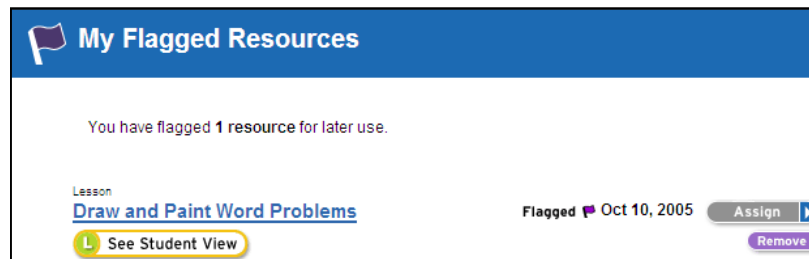 My Flagged Resources
You have flagged 1 resource for later use.
Lesson
Draw and Paint Word Problems
Flagged Oct 10, 2005 Assign
L See Student View
Remove